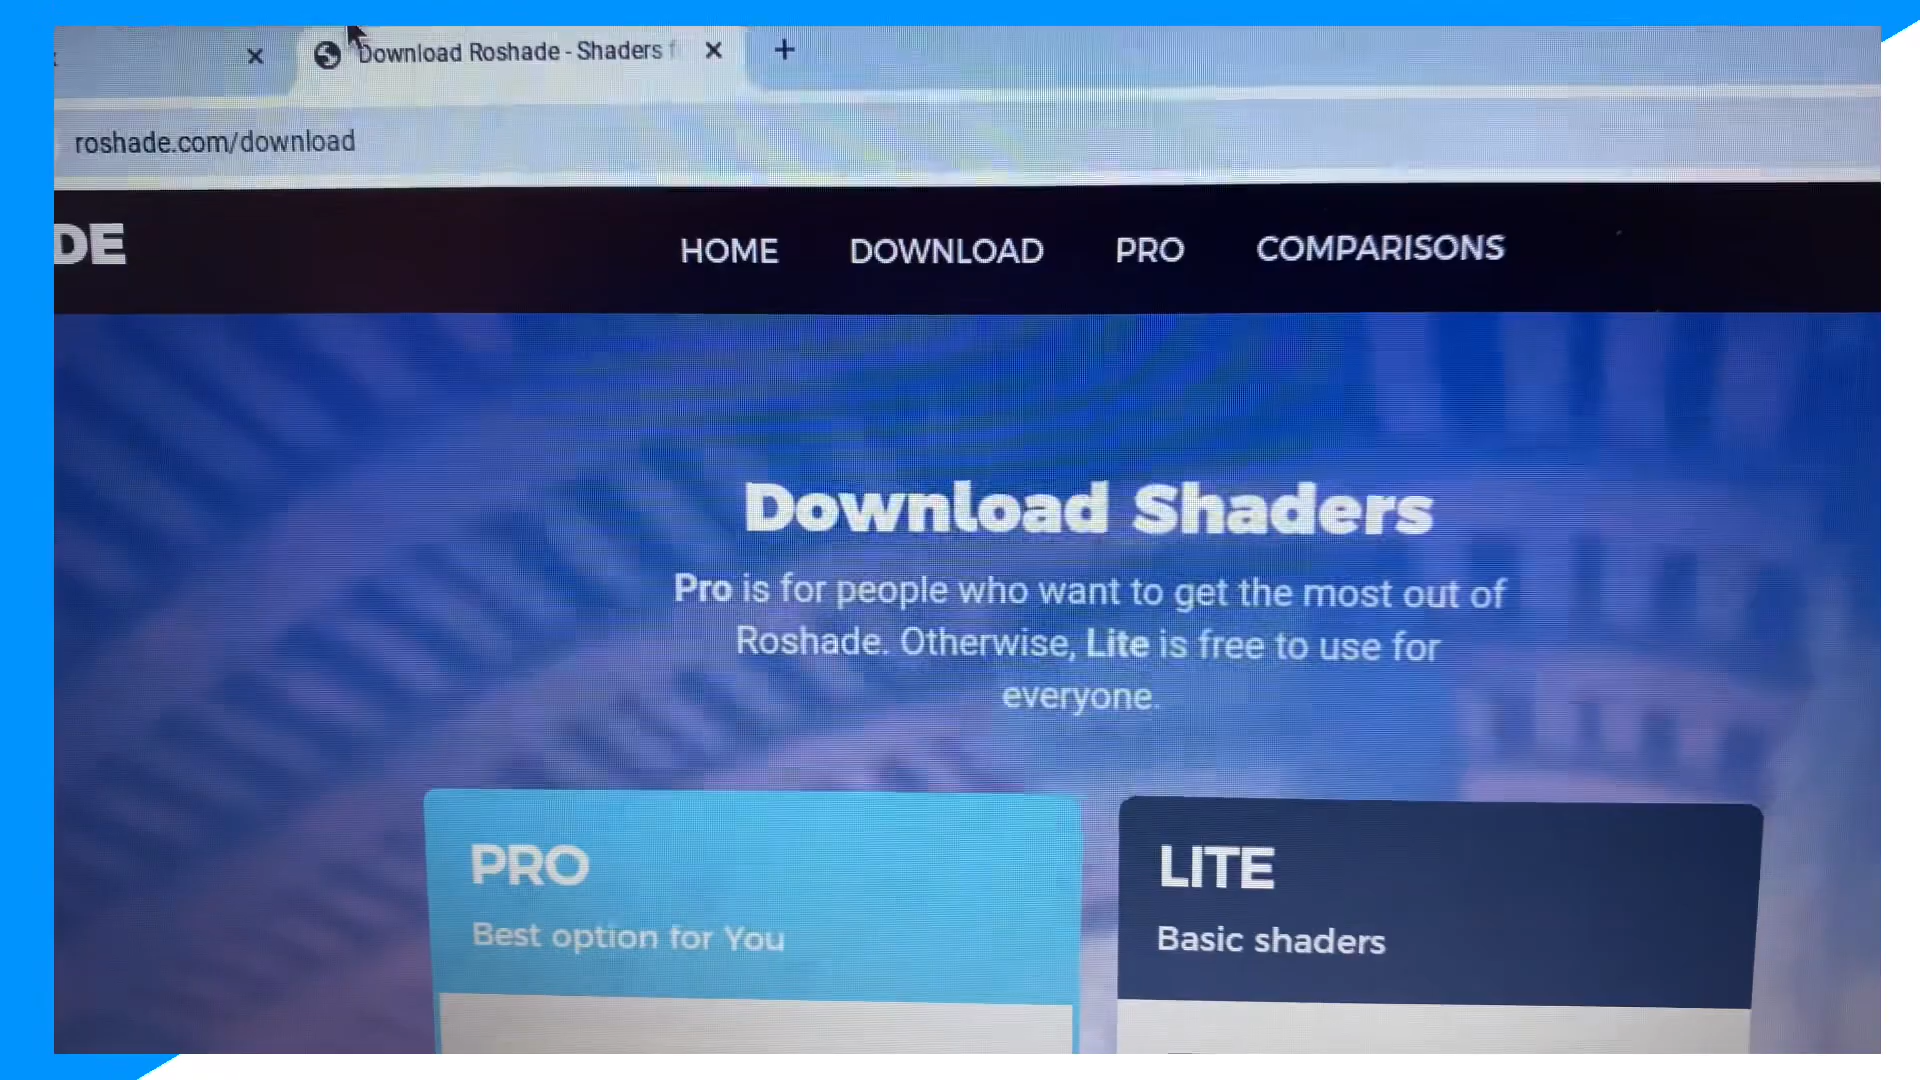 Download Roshade - Shaders f
roshade.com/download
DE
HOME DOWNLOAD PRO COMPARISONS
Download Shaders
Pro is for people who want to get the most out of
Roshade. Otherwise, Lite is free to use for
everyone.
PRO
Best option for You
LITE
Basic shaders